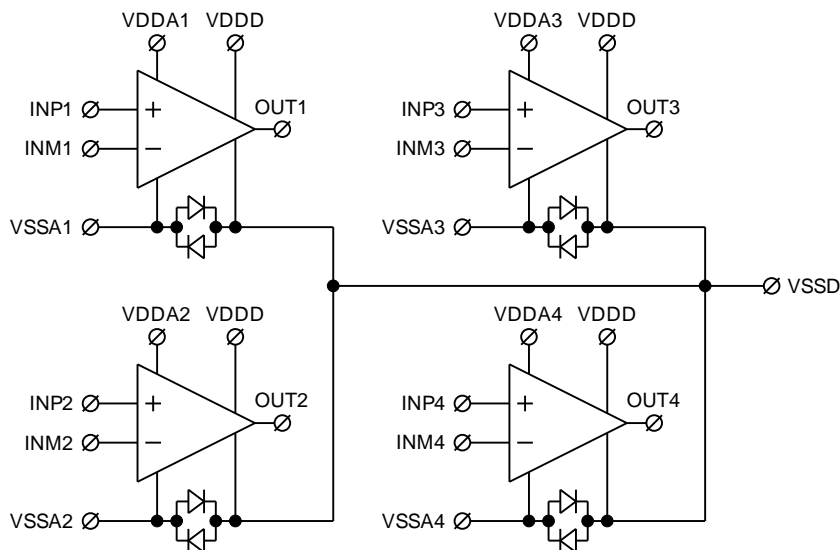 VDDA1 VDDD
INP1
+
OUT1
INM1
−
VSSA1
VDDA3 VDDD
INP3
+
OUT3
INM3
−
VSSA3
VSSD
VDDA2 VDDD
INP2
+
OUT2
INM2
−
VSSA2
VDDA4 VDDD
INP4
+
OUT4
INM4
−
VSSA4